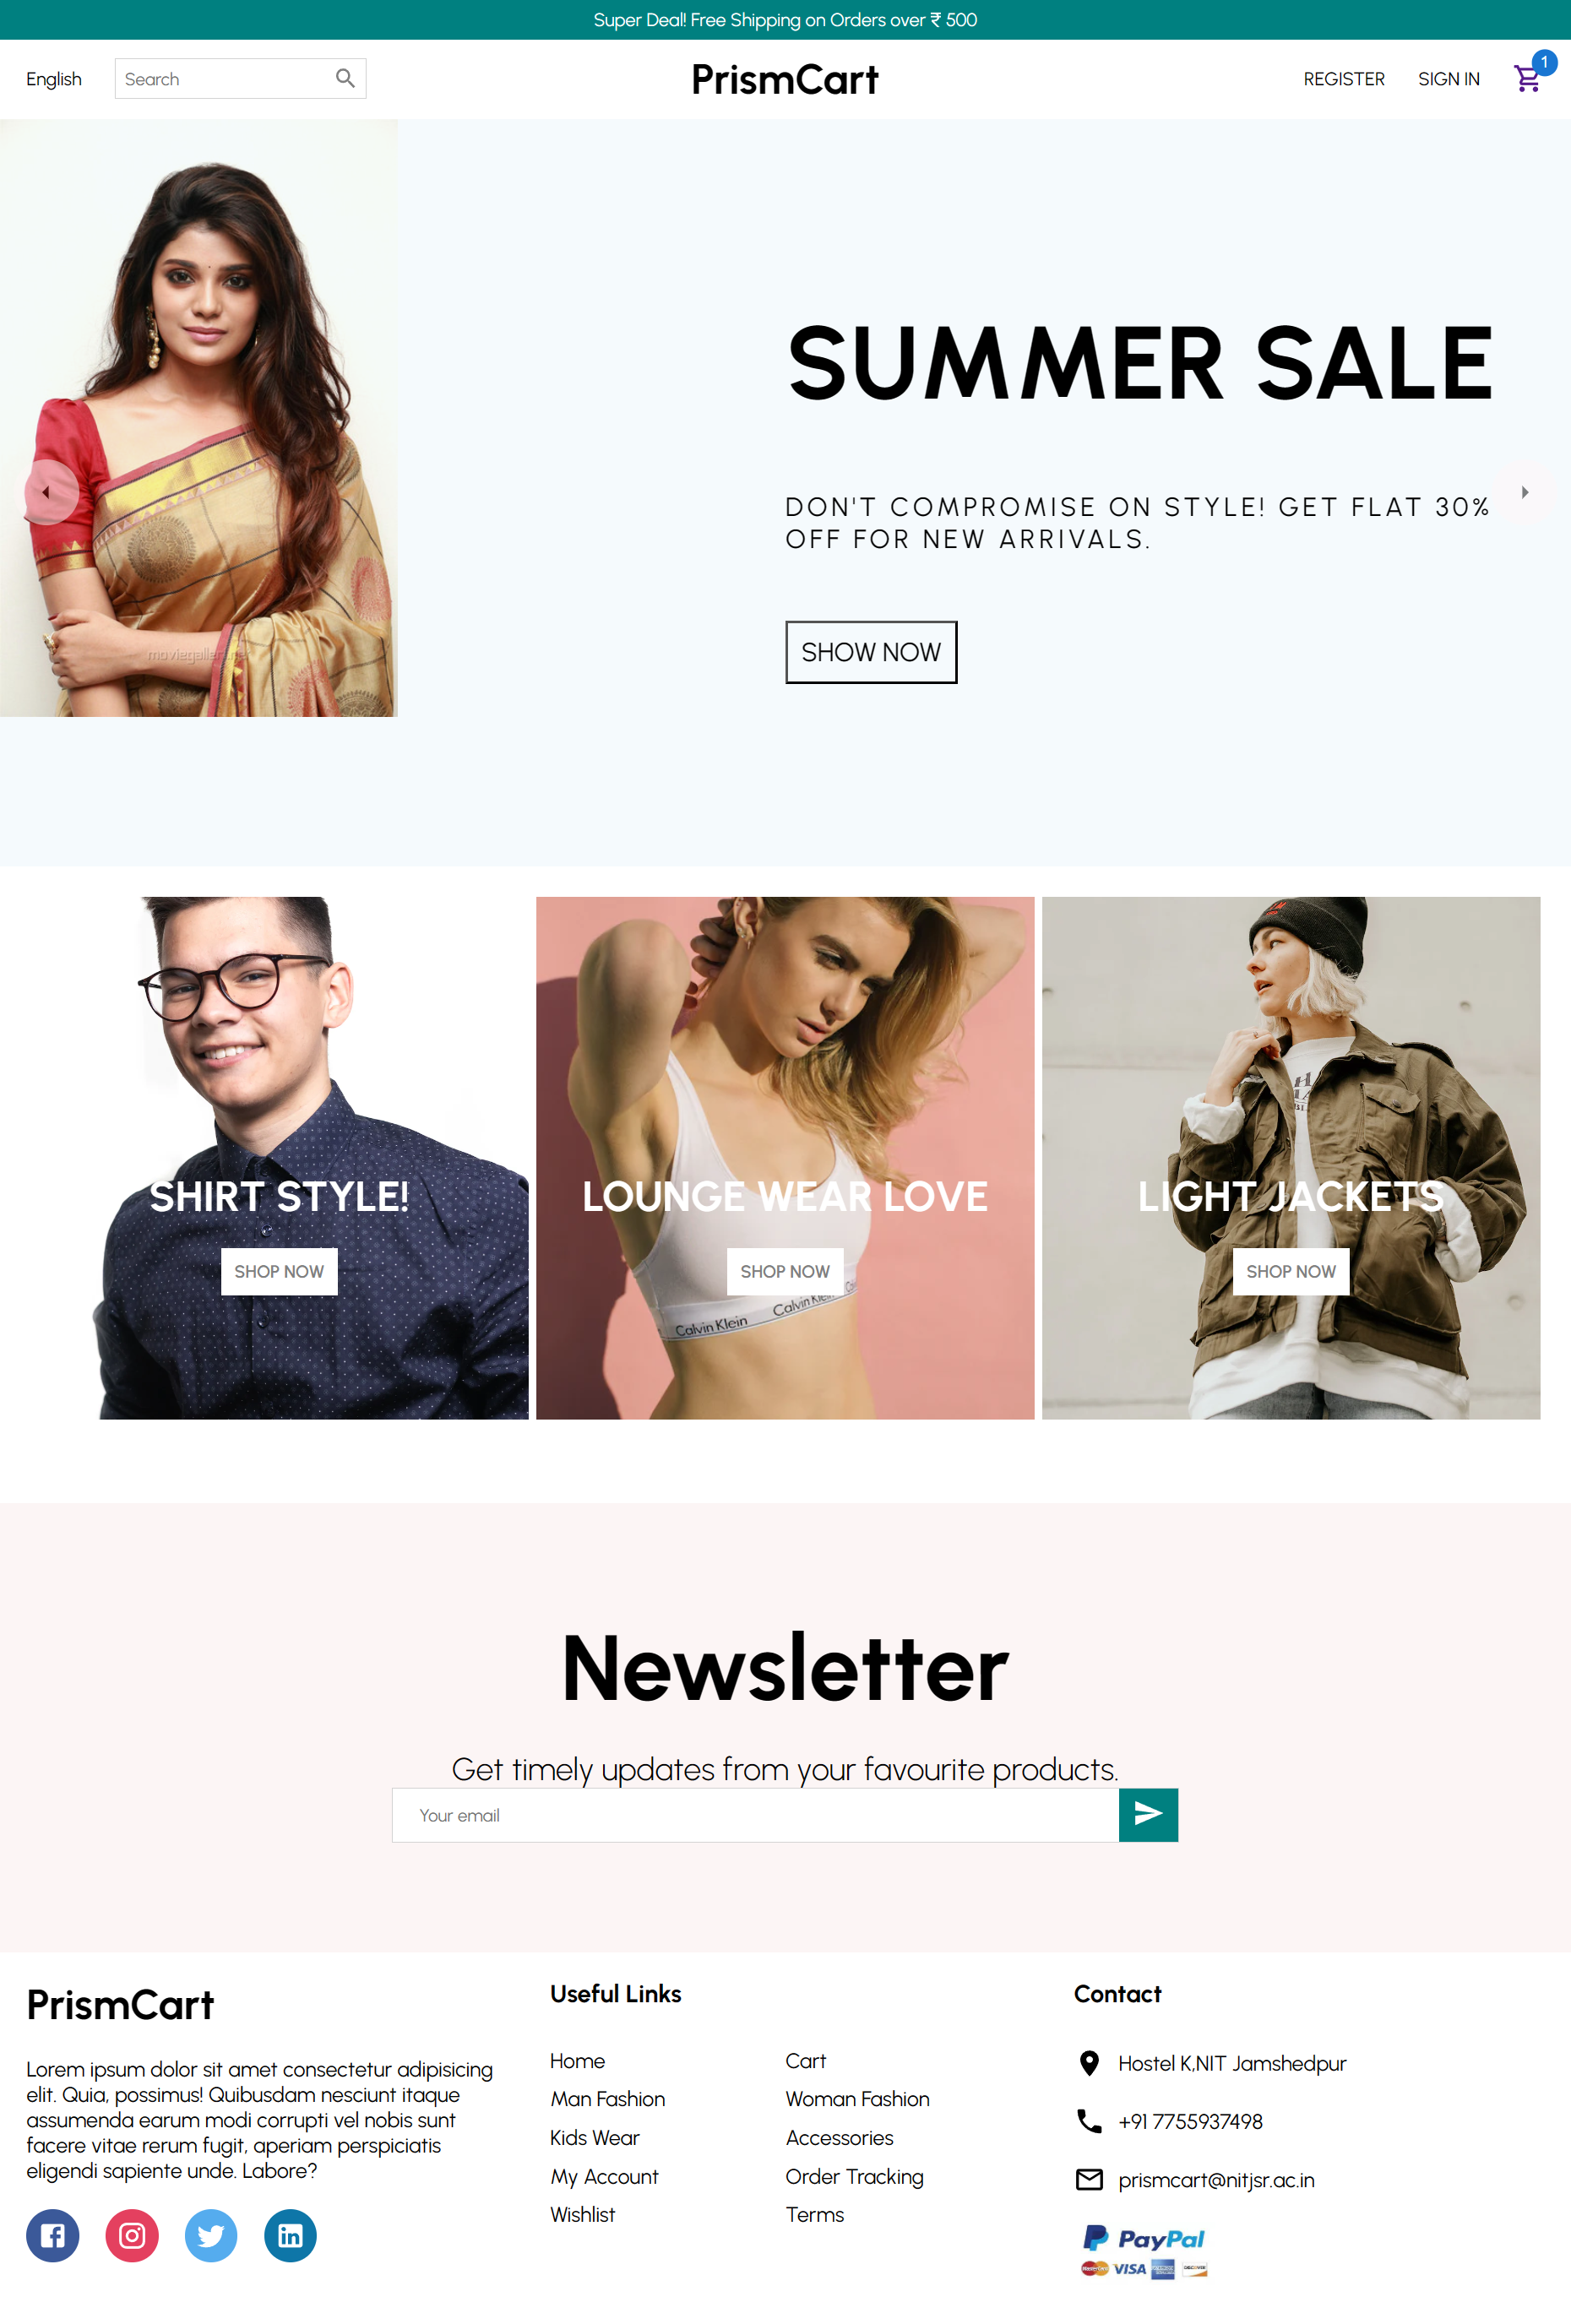 Super Deal! Free Shipping on Orders over ₹ 500
English
Search
PrismCart
REGISTER
SIGN IN
1
SUMMER SALE
DON'T COMPROMISE ON STYLE! GET FLAT 30%
OFF FOR NEW ARRIVALS.
SHOW NOW
SHIRT STYLE!
SHOP NOW
LOUNGE WEAR LOVE
SHOP NOW
Calvin Klein
Calvin Klein
LIGHT JACKETS
SHOP NOW
Newsletter
Get timely updates from your favourite products.
Your email
PrismCart
Lorem ipsum dolor sit amet consectetur adipisicing
elit. Quia, possimus! Quibusdam nesciunt itaque
assumenda earum modi corrupti vel nobis sunt
facere vitae rerum fugit, aperiam perspiciatis
eligendi sapiente unde. Labore?
Useful Links
Home
Cart
Man Fashion
Woman Fashion
Kids Wear
Accessories
My Account
Order Tracking
Wishlist
Terms
Contact
Hostel K,NIT Jamshedpur
+91 7755937498
prismcart@nitjsr.ac.in
PayPal
VISA